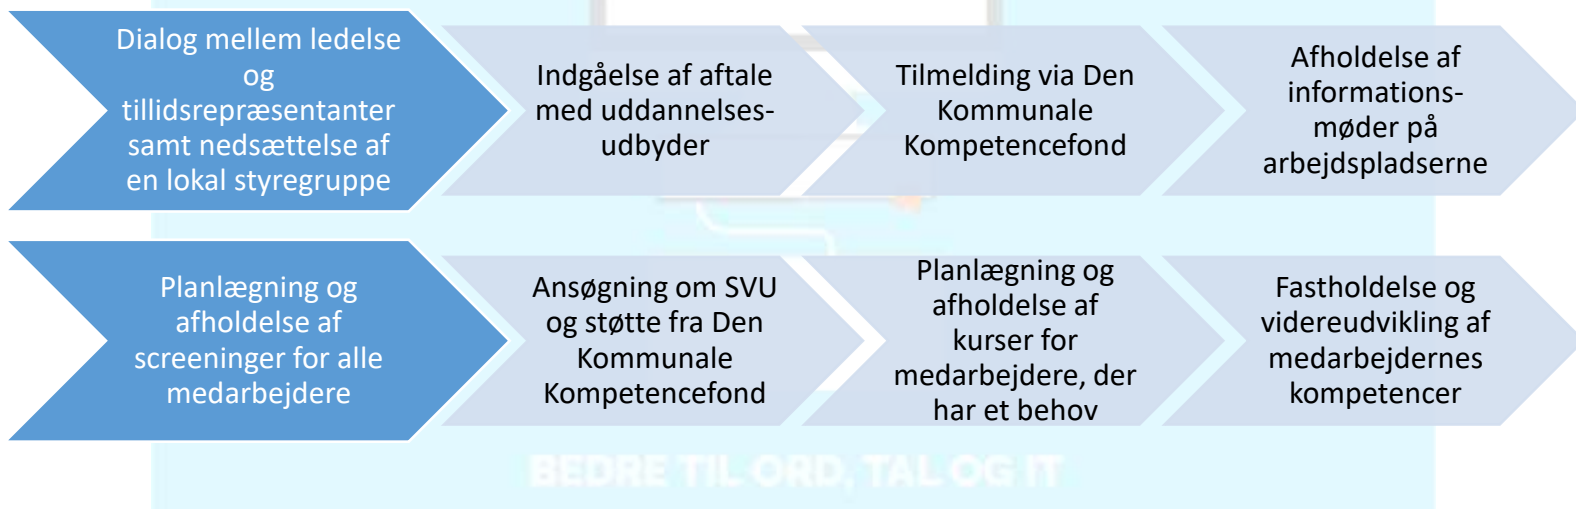 Dialog mellem ledelse
og
tillidsrepræsentanter
samt nedsættelse af
en lokal styregruppe
Indgåelse af aftale
med uddannelses-
udbyder
Tilmelding via Den
Kommunale
Kompetencefond
Afholdelse af
informations-
møder på
arbejdspladserne
Planlægning og
afholdelse af
screeninger for alle
medarbejdere
Ansøgning om SVU
og støtte fra Den
Kommunale
Kompetencefond
Planlægning og
afholdelse af
kurser for
medarbejdere, der
har et behov
Fastholdelse og
videreudvikling af
medarbejdernes
kompetencer
BEDRE TIL ORD, TAL OG IT